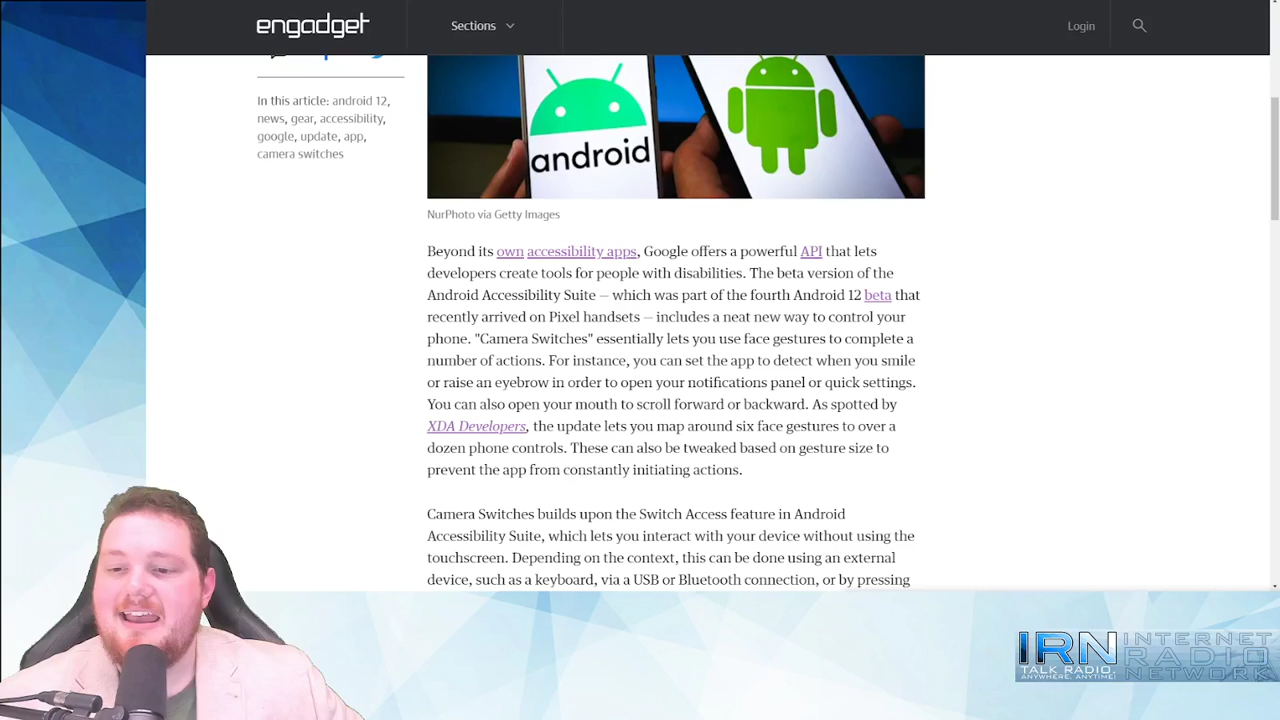 engadget
Sections
Login
In this article: android 12,
news, gear, accessibility,
google, update, app,
camera switches
android
NurPhoto via Getty Images
Beyond its own accessibility apps, Google offers a powerful API that lets
developers create tools for people with disabilities. The beta version of the
Android Accessibility Suite — which was part of the fourth Android 12 beta that
recently arrived on Pixel handsets — includes a neat new way to control your
phone. "Camera Switches" essentially lets you use face gestures to complete a
number of actions. For instance, you can set the app to detect when you smile
or raise an eyebrow in order to open your notifications panel or quick settings.
You can also open your mouth to scroll forward or backward. As spotted by
XDA Developers, the update lets you map around six face gestures to over a
dozen phone controls. These can also be tweaked based on gesture size to
prevent the app from constantly initiating actions.
Camera Switches builds upon the Switch Access feature in Android
Accessibility Suite, which lets you interact with your device without using the
touchscreen. Depending on the context, this can be done using an external
device, such as a keyboard, via a USB or Bluetooth connection, or by pressing
IRN
TALK RADIO
ANYWHERE, ANYTIME!
INTERNET
RADIO
NETWORK